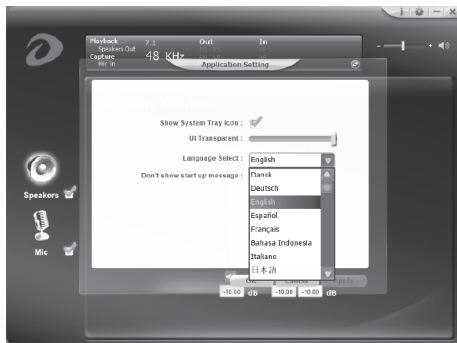 Playback 7.1 Out In
Speakers Out
Capture 48 KHz
Mic In
Application Setting
Show System Tray Icon :
UI Transparent :
Language Select : English
Don't show start up message :
Dansk
Deutsch
English
Español
Français
Bahasa Indonesia
Italiano
日本語
Speakers
Mic
OK Cancel Apply
-10.00 dB -10.00 -10.00 dB